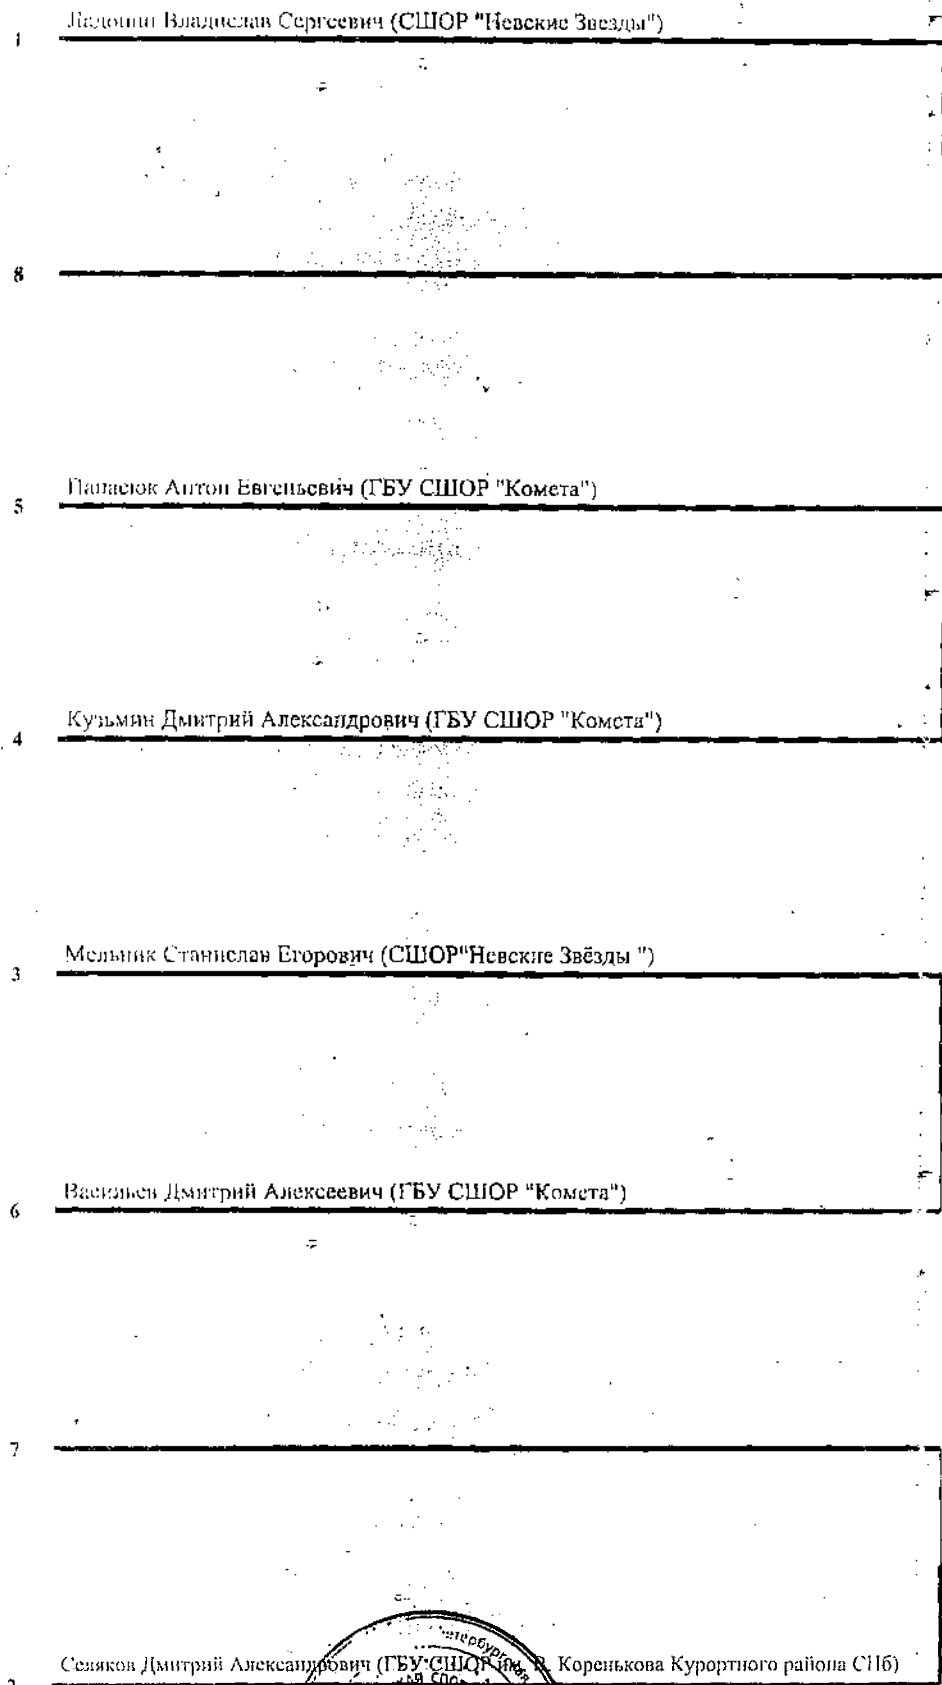 Ладонин Владислав Сергеевич (СШОР "Невские Звезды")
1
8
Панасюк Антон Евгеньевич (ГБУ СШОР "Комета")
5
Кузьмин Дмитрий Александрович (ГБУ СШОР "Комета")
4
Мельник Станислав Егорович (СШОР"Невские Звёзды ")
3
Васильев Дмитрий Алексеевич (ГБУ СШОР "Комета")
6
7
Селяков Дмитрий Александрович (ГБУ СШОР им. В. Коренькова Курортного района СПб)